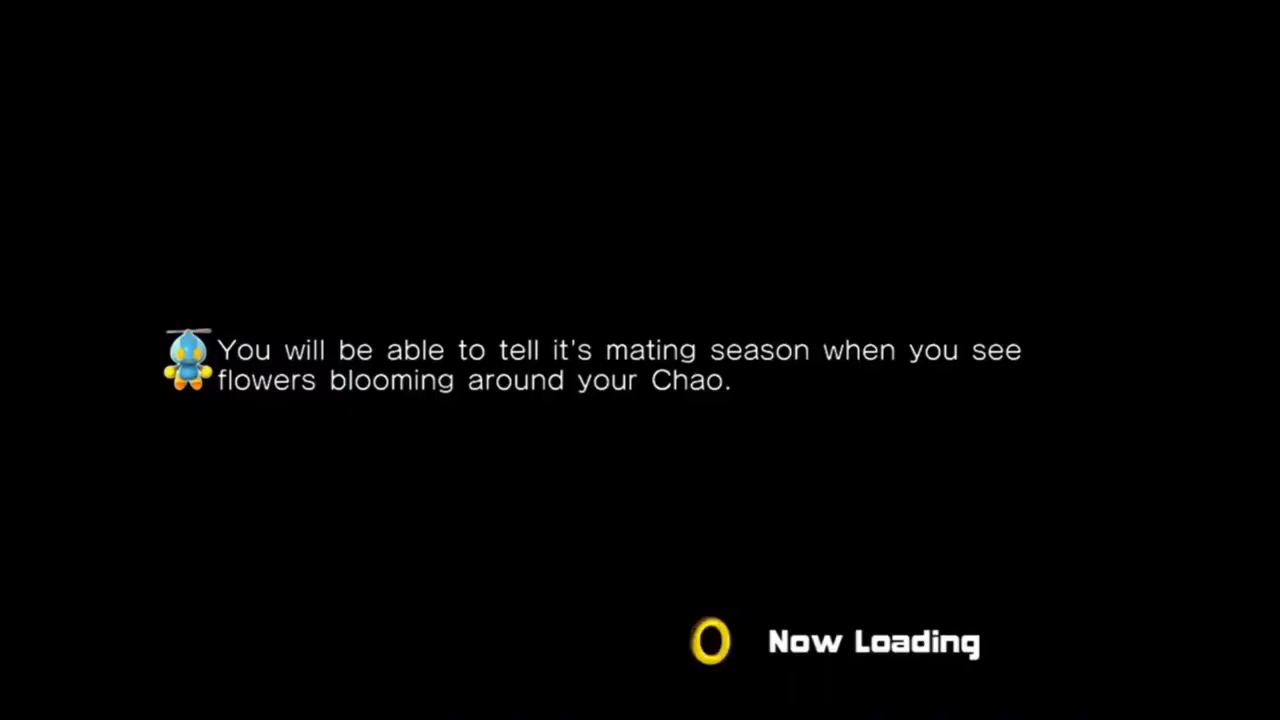 You will be able to tell it's mating season when you see
flowers blooming around your Chao.
Now Loading